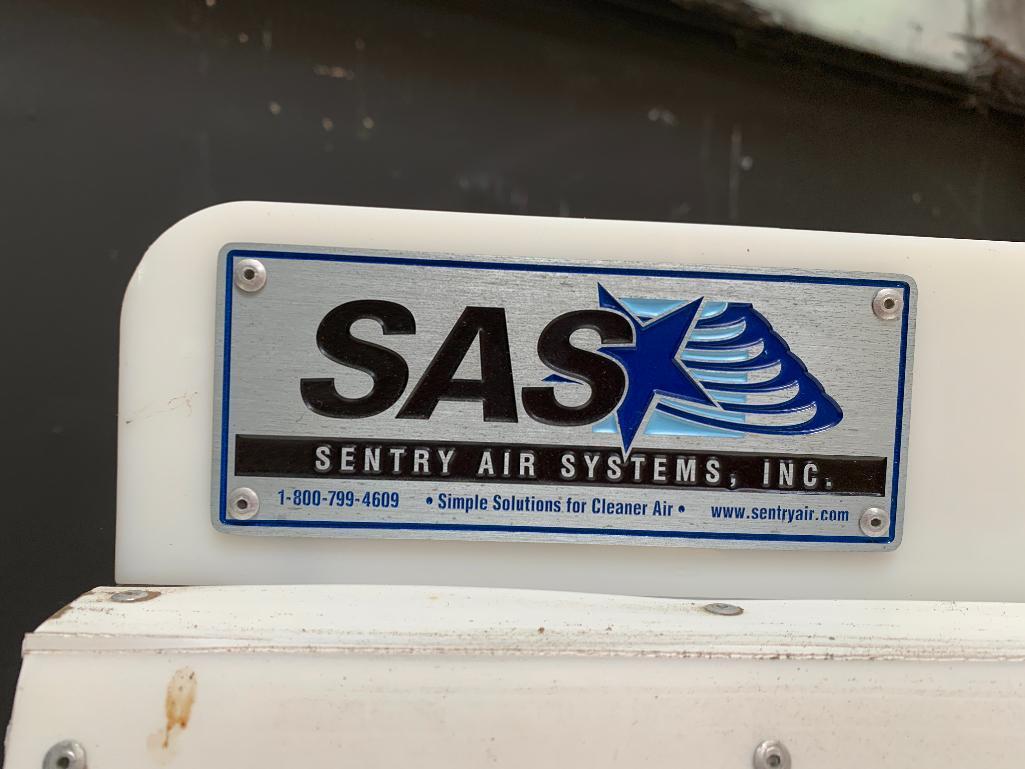 SAS
SENTRY AIR SYSTEMS, INC.
1-800-799-4609 • Simple Solutions for Cleaner Air • www.sentryair.com